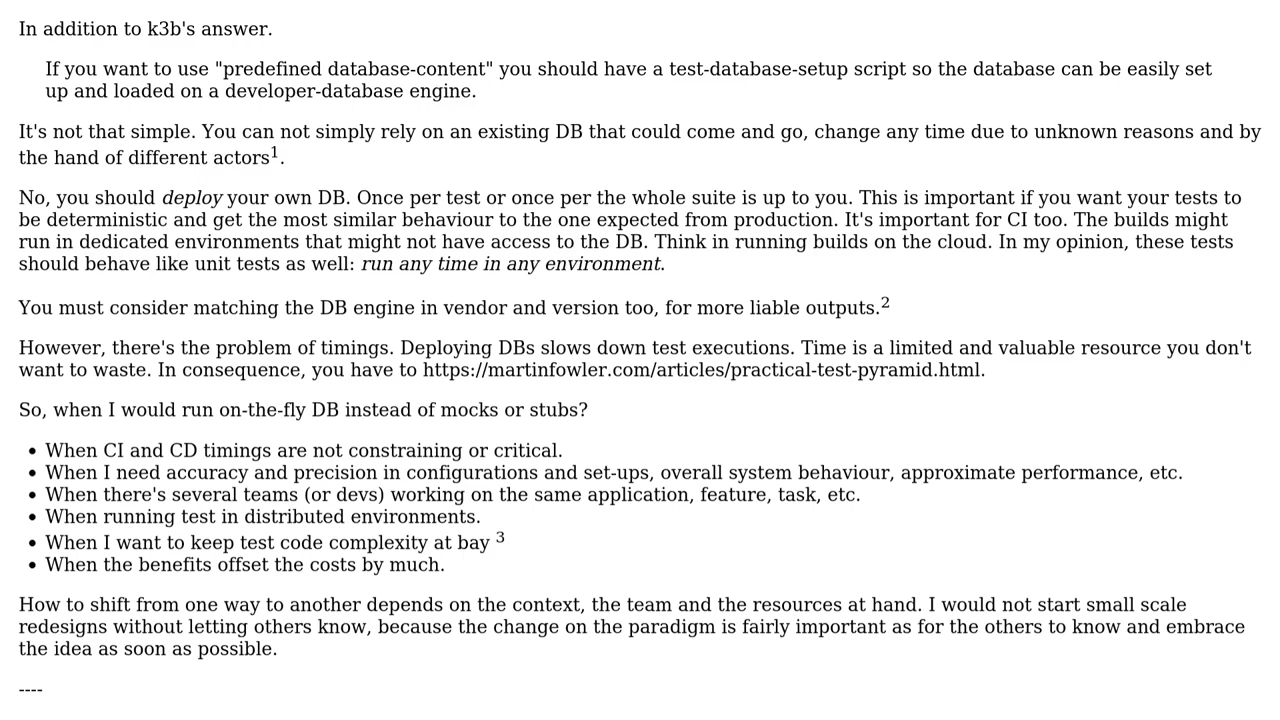 In addition to k3b's answer.
If you want to use "predefined database-content" you should have a test-database-setup script so the database can be easily set
up and loaded on a developer-database engine.
It's not that simple. You can not simply rely on an existing DB that could come and go, change any time due to unknown reasons and by
the hand of different actors1.
No, you should deploy your own DB. Once per test or once per the whole suite is up to you. This is important if you want your tests to
be deterministic and get the most similar behaviour to the one expected from production. It's important for CI too. The builds might
run in dedicated environments that might not have access to the DB. Think in running builds on the cloud. In my opinion, these tests
should behave like unit tests as well: run any time in any environment.
You must consider matching the DB engine in vendor and version too, for more liable outputs.2
However, there's the problem of timings. Deploying DBs slows down test executions. Time is a limited and valuable resource you don't
want to waste. In consequence, you have to https://martinfowler.com/articles/practical-test-pyramid.html.
So, when I would run on-the-fly DB instead of mocks or stubs?
• When CI and CD timings are not constraining or critical.
• When I need accuracy and precision in configurations and set-ups, overall system behaviour, approximate performance, etc.
• When there's several teams (or devs) working on the same application, feature, task, etc.
• When running test in distributed environments.
• When I want to keep test code complexity at bay 3
• When the benefits offset the costs by much.
How to shift from one way to another depends on the context, the team and the resources at hand. I would not start small scale
redesigns without letting others know, because the change on the paradigm is fairly important as for the others to know and embrace
the idea as soon as possible.
----